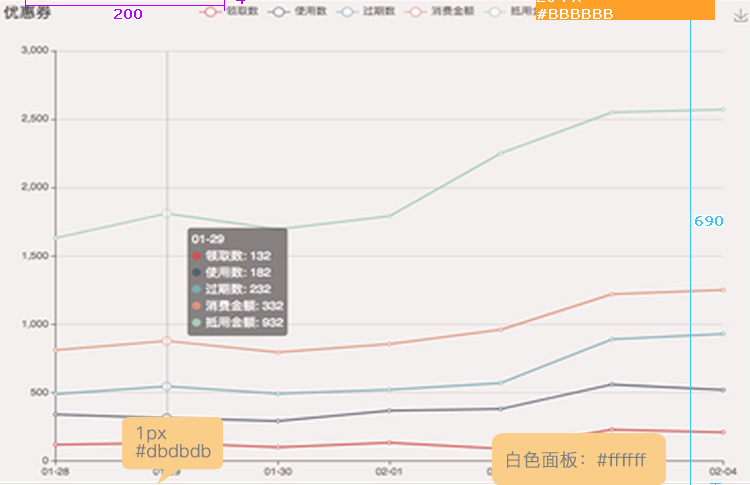 优惠券
200
4
领取数
使用数
过期数
消费金额
#BBBBBB
3,000
2,500
2,000
1,500
1,000
500
0
690
01-29
领取数: 132
使用数: 182
过期数: 232
消费金额: 332
抵用金额: 932
1px
#dbdbdb
白色面板：#ffffff
01-28
01-30
02-01
02-04